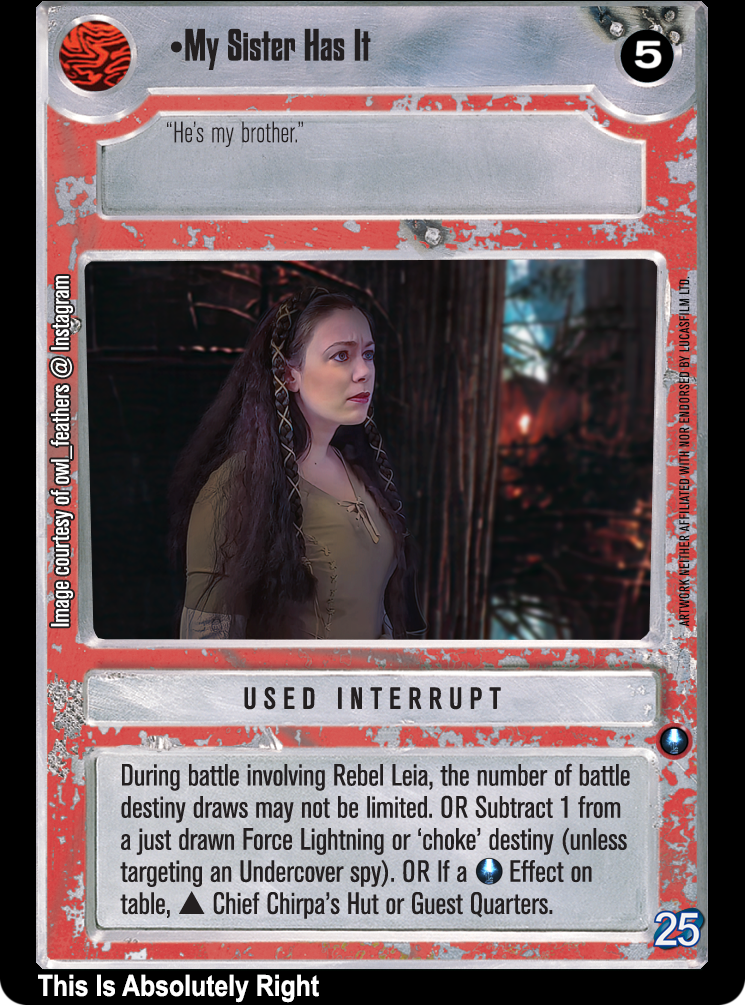 •My Sister Has It
5
“He's my brother.”
Image courtesy of owl_feathers @ Instagram
ARTWORK NEITHER AFFILIATED WITH NOR ENDORSED BY LUCASFILM LTD.
USED INTERRUPT
During battle involving Rebel Leia, the number of battle
destiny draws may not be limited. OR Subtract 1 from
a just drawn Force Lightning or ‘choke’ destiny (unless
targeting an Undercover spy). OR If a Effect on
table, ▲ Chief Chirpa's Hut or Guest Quarters.
25
This Is Absolutely Right